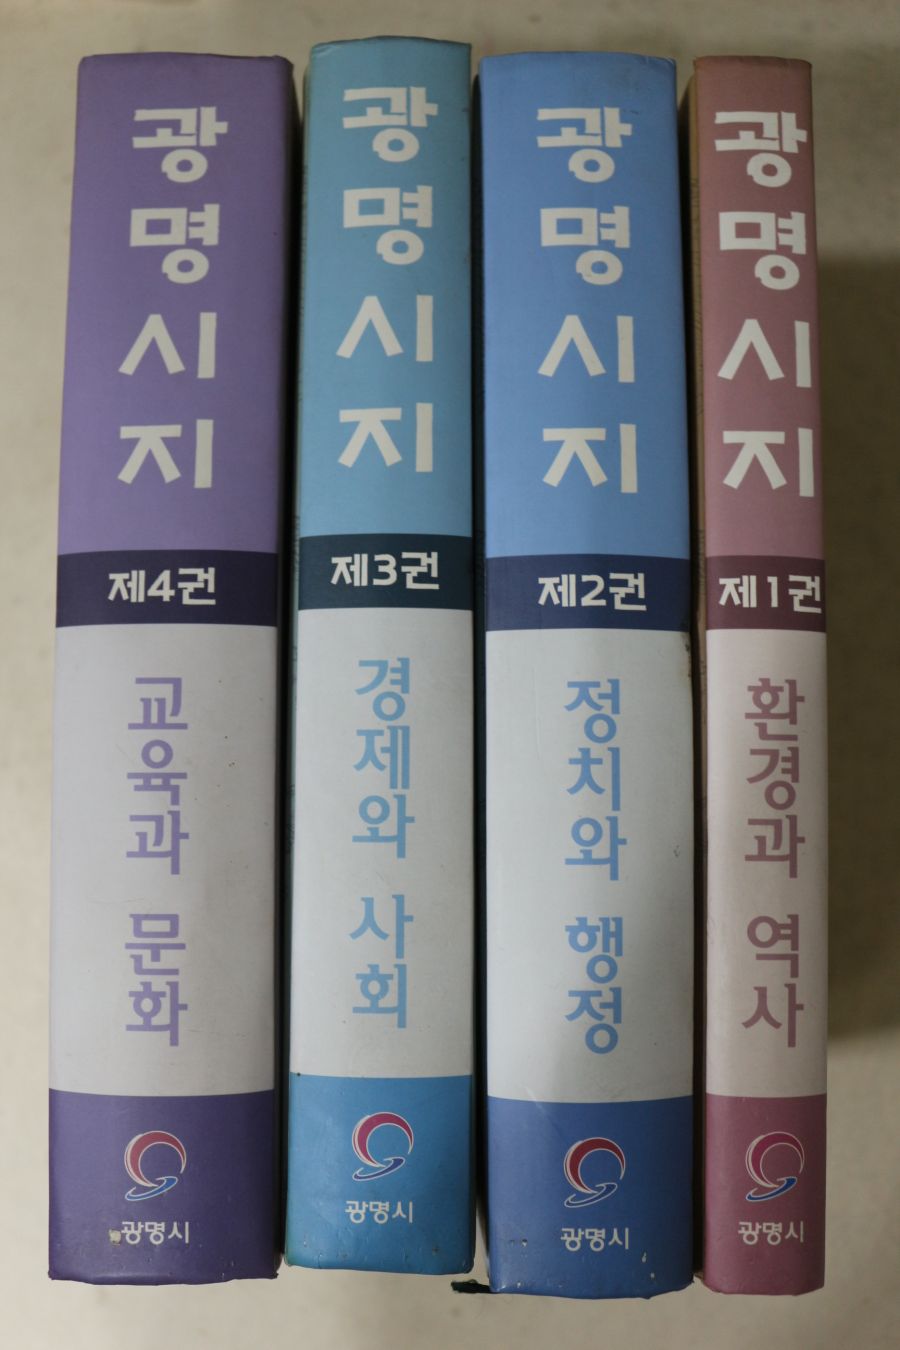 광명시지
제4권
교육과 문화
광명시
광명시지
제3권
경제와 사회
광명시
광명시지
제2권
정치와 행정
광명시
광명시지
제1권
환경과 역사
광명시